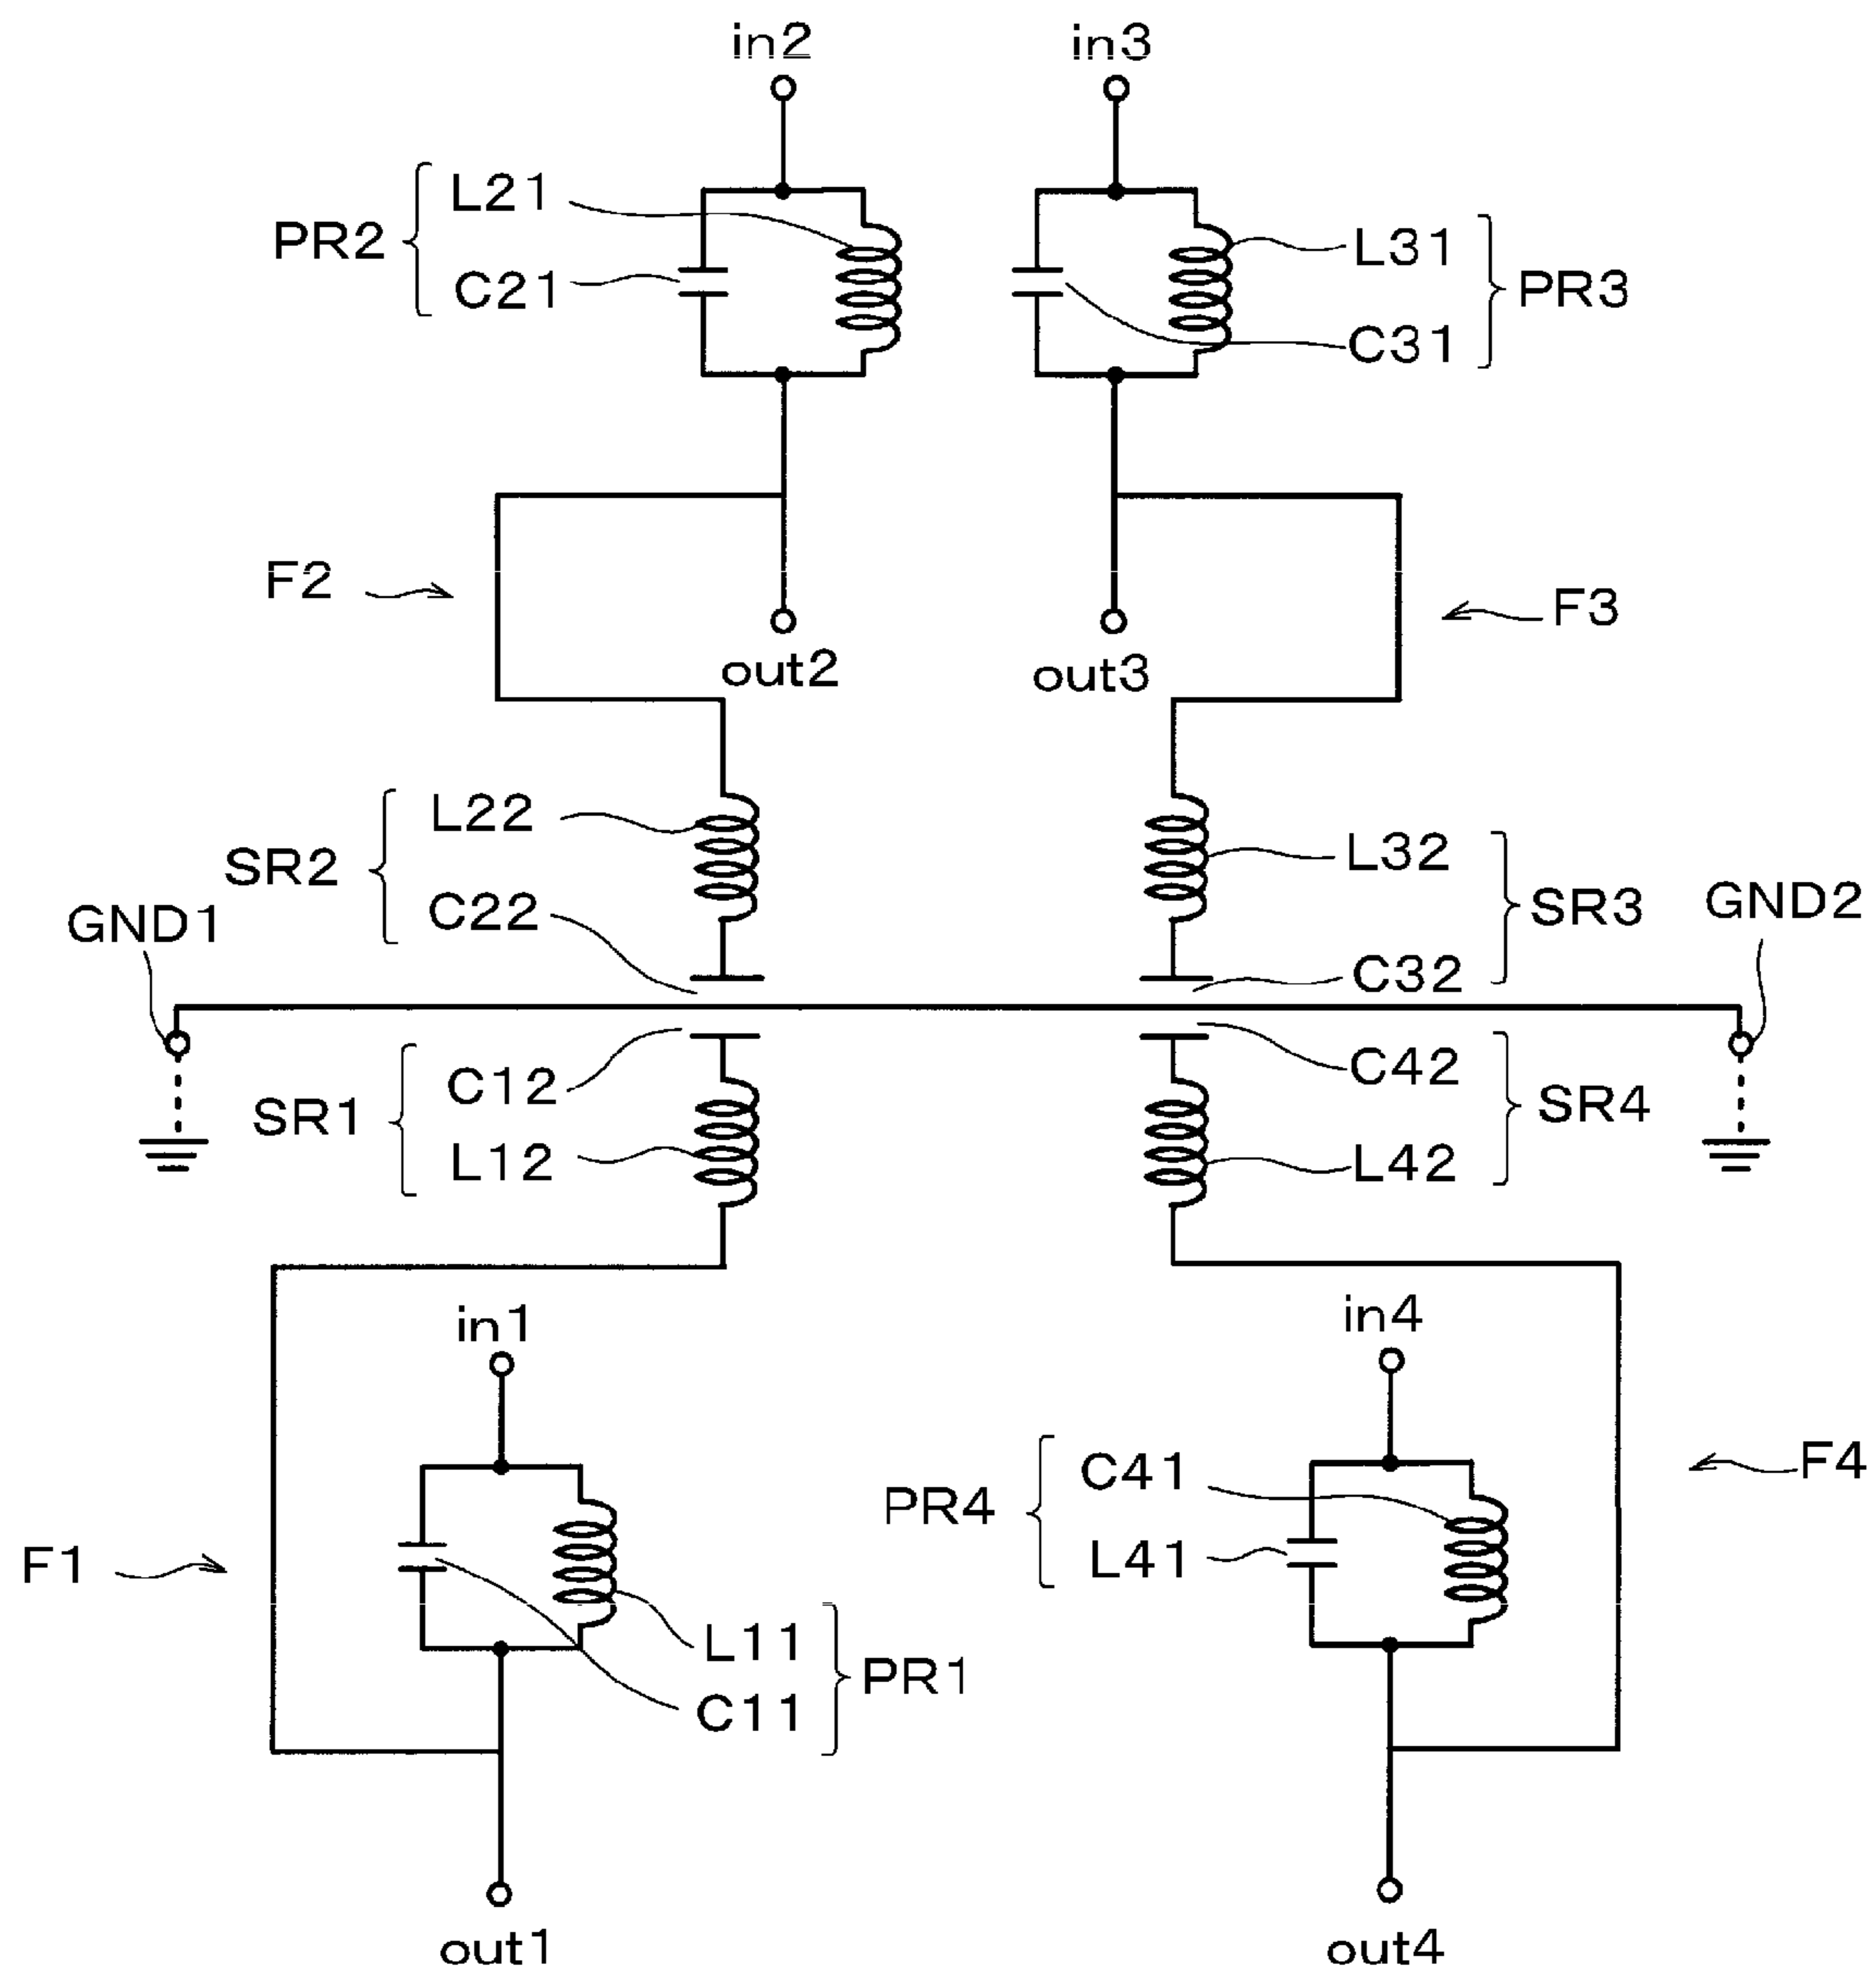 in2
in3
L21
PR2
C21
L31
PR3
C31
F2
F3
out2
out3
L22
SR2
C22
GND1
L32
SR3
C32
GND2
C12
SR1
L12
C42
SR4
L42
in1
in4
C41
PR4
L41
F4
F1
L11
PR1
C11
out1
out4